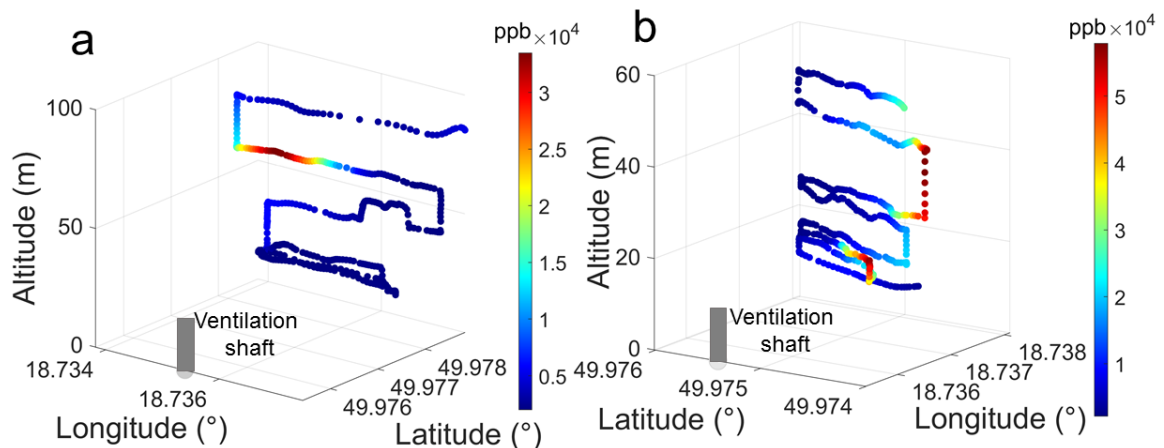 a
ppb ×10⁴
3
2.5
2
1.5
1
0.5
100
50
0
Altitude (m)
Ventilation
shaft
18.734
18.736
Longitude (°)
49.976
49.977
49.978
Latitude (°)
b
ppb ×10⁴
5
4
3
2
1
60
40
20
0
Altitude (m)
Ventilation
shaft
49.976
49.975
49.974
Latitude (°)
18.736
18.737
18.738
Longitude (°)